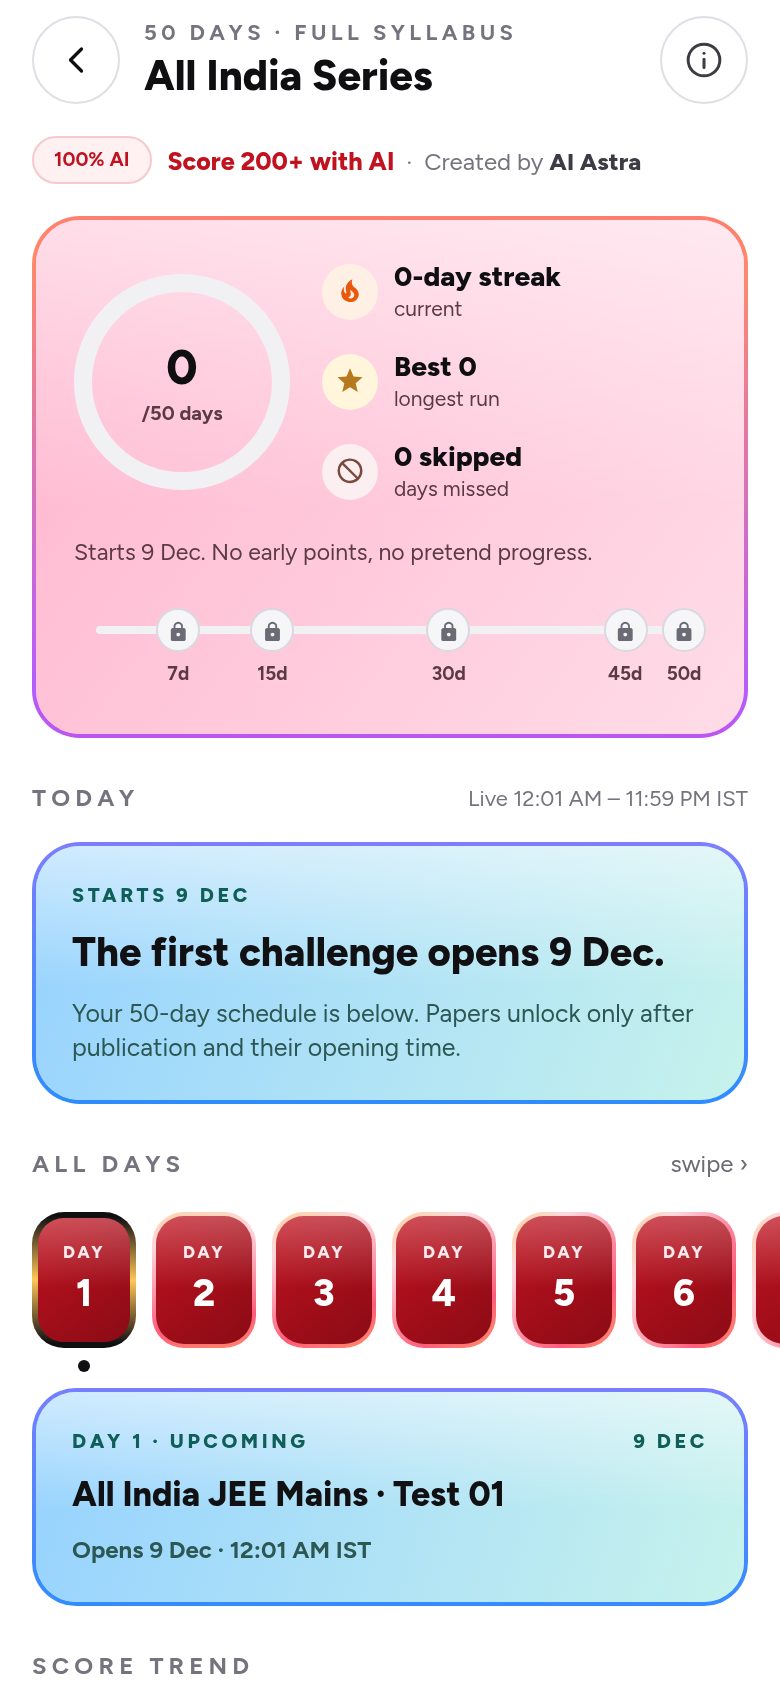 50 DAYS · FULL SYLLABUS
All India Series
100% AI
Score 200+ with AI · Created by AI Astra
0
/50 days
0-day streak
current
Best 0
longest run
0 skipped
days missed
Starts 9 Dec. No early points, no pretend progress.
7d 15d 30d 45d 50d
TODAY
Live 12:01 AM – 11:59 PM IST
STARTS 9 DEC
The first challenge opens 9 Dec.
Your 50-day schedule is below. Papers unlock only after
publication and their opening time.
ALL DAYS
swipe ›
DAY 1
DAY 2
DAY 3
DAY 4
DAY 5
DAY 6
DAY 1 · UPCOMING
9 DEC
All India JEE Mains · Test 01
Opens 9 Dec · 12:01 AM IST
SCORE TREND